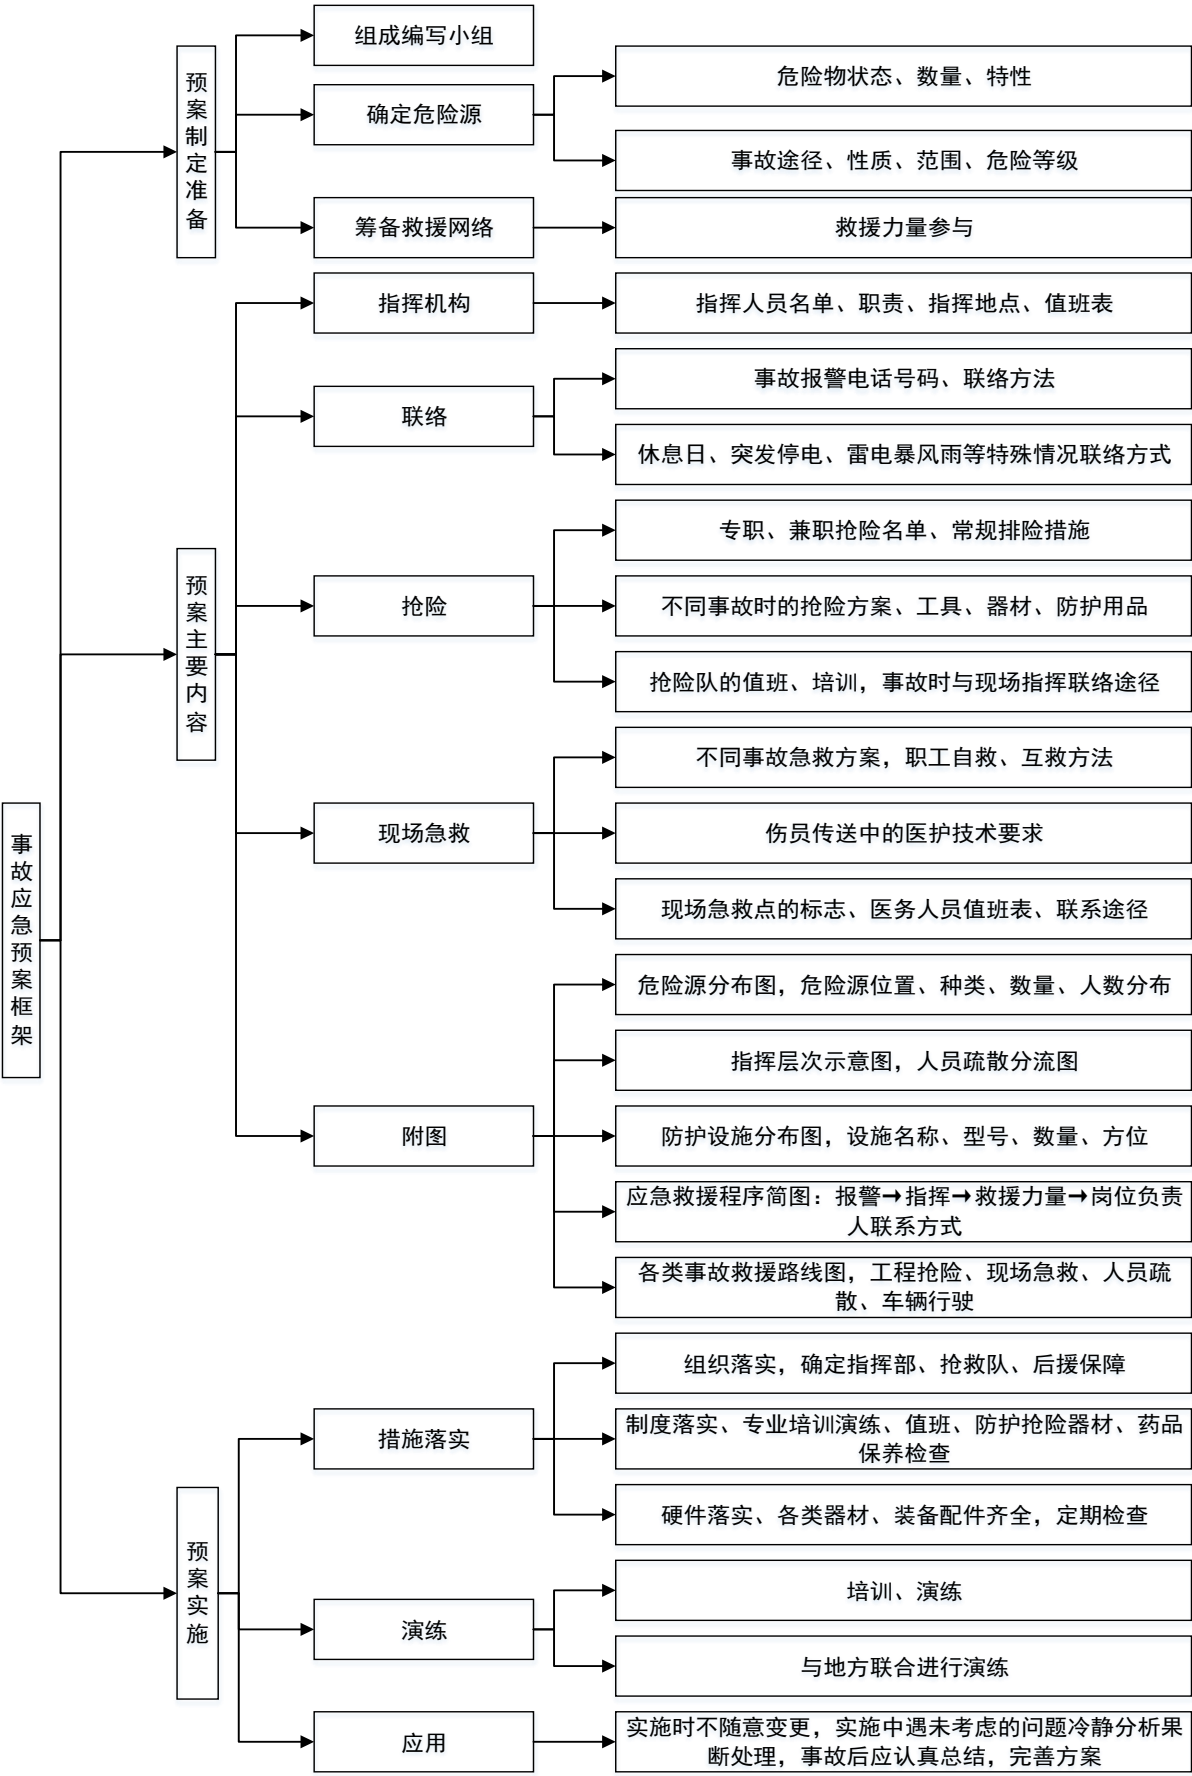 组成编写小组
预案制定准备
确定危险源
危险物状态、数量、特性
事故途径、性质、范围、危险等级
筹备救援网络
救援力量参与
指挥机构
指挥人员名单、职责、指挥地点、值班表
联络
事故报警电话号码、联络方法
休息日、突发停电、雷电暴风雨等特殊情况联络方式
预案主要内容
抢险
专职、兼职抢险名单、常规排险措施
不同事故时的抢险方案、工具、器材、防护用品
抢险队的值班、培训，事故时与现场指挥联络途径
事故应急预案框架
现场急救
不同事故急救方案，职工自救、互救方法
伤员传送中的医护技术要求
现场急救点的标志、医务人员值班表、联系途径
附图
危险源分布图，危险源位置、种类、数量、人数分布
指挥层次示意图，人员疏散分流图
防护设施分布图，设施名称、型号、数量、方位
应急救援程序简图：报警→指挥→救援力量→岗位负责
人联系方式
各类事故救援路线图，工程抢险、现场急救、人员疏
散、车辆行驶
预案实施
措施落实
组织落实，确定指挥部、抢救队、后援保障
制度落实、专业培训演练、值班、防护抢险器材、药品
保养检查
硬件落实、各类器材、装备配件齐全，定期检查
演练
培训、演练
与地方联合进行演练
应用
实施时不随意变更，实施中遇未考虑的问题冷静分析果
断处理，事故后应认真总结，完善方案